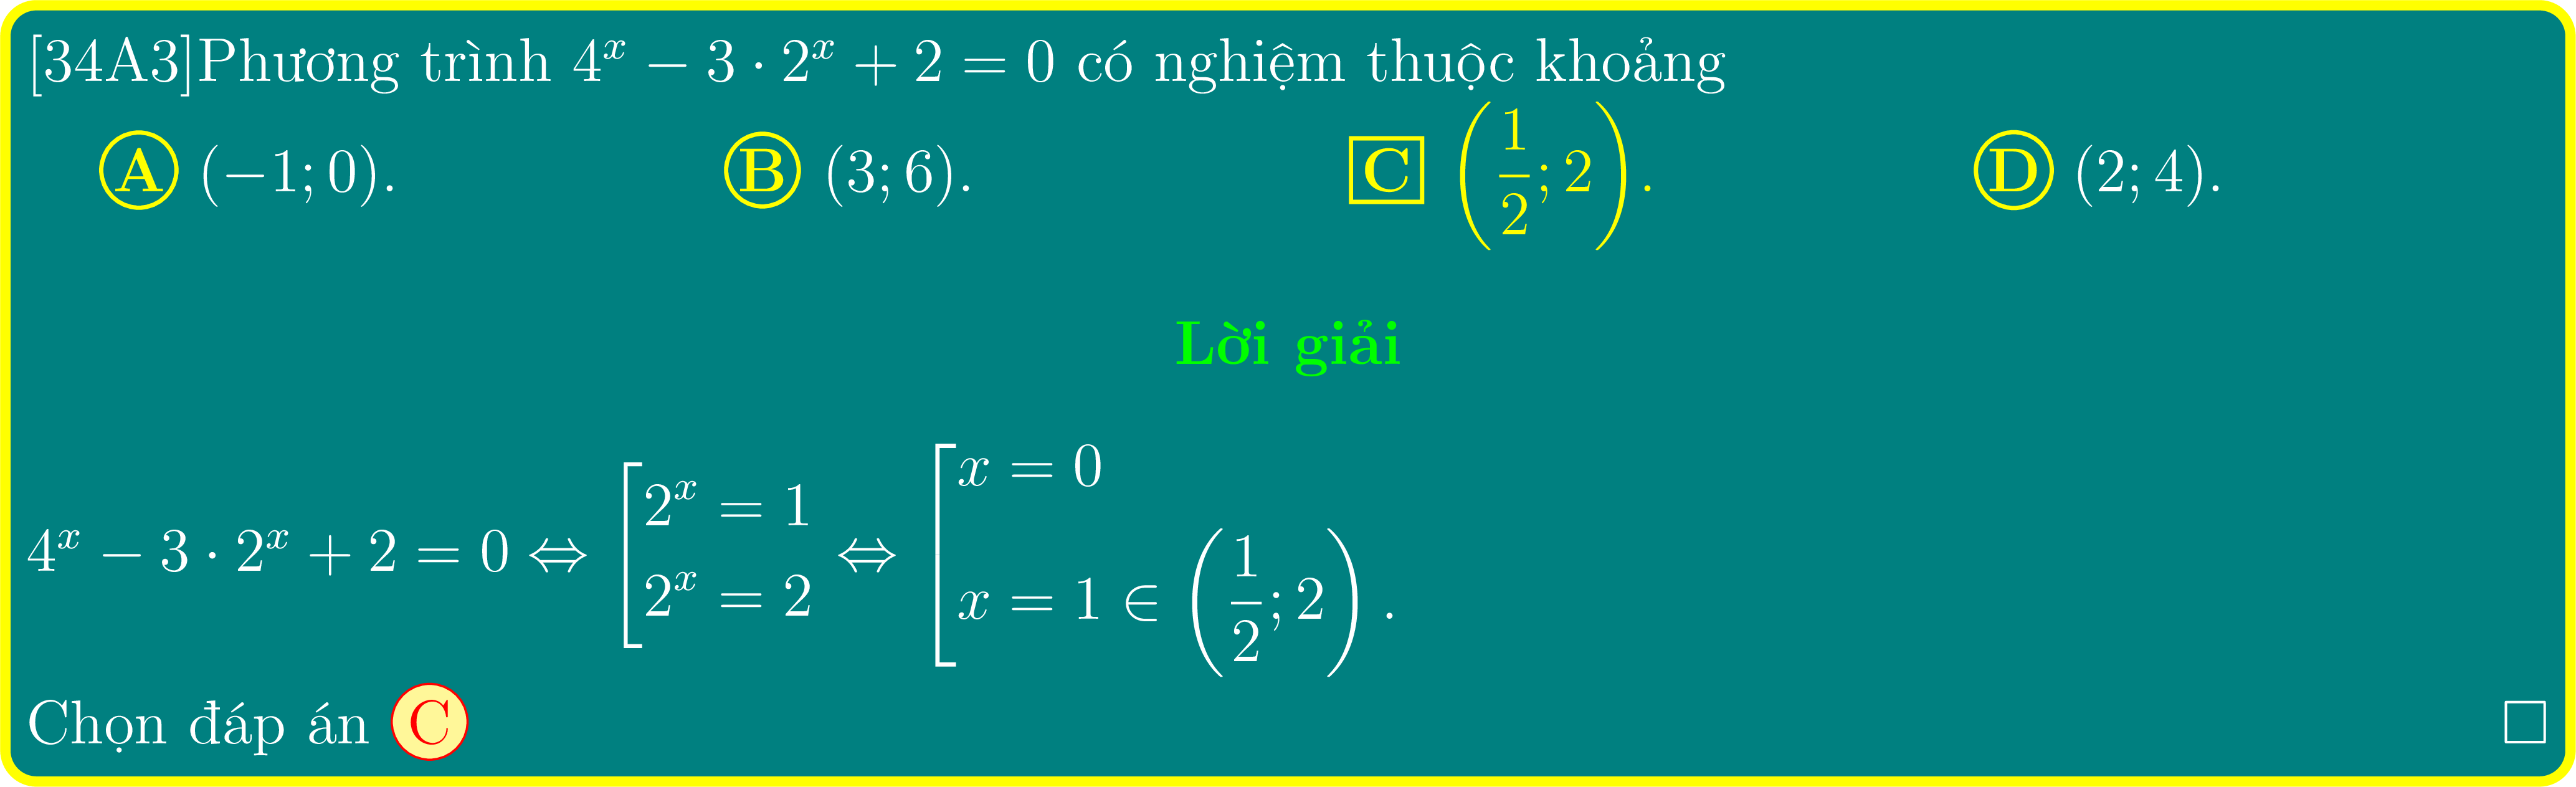 [34A3]Phương trình $4^x - 3 \cdot 2^x + 2 = 0$ có nghiệm thuộc khoảng
A $(-1; 0)$. B $(3; 6)$. C $\left(\dfrac{1}{2}; 2\right)$. D $(2; 4)$.
Lời giải
$4^x - 3 \cdot 2^x + 2 = 0 \Leftrightarrow \left[\begin{array}{l} 2^x = 1 \\ 2^x = 2 \end{array}\right. \Leftrightarrow \left[\begin{array}{l} x = 0 \\ x = 1 \in \left(\dfrac{1}{2}; 2\right). \end{array}\right.$
Chọn đáp án C □